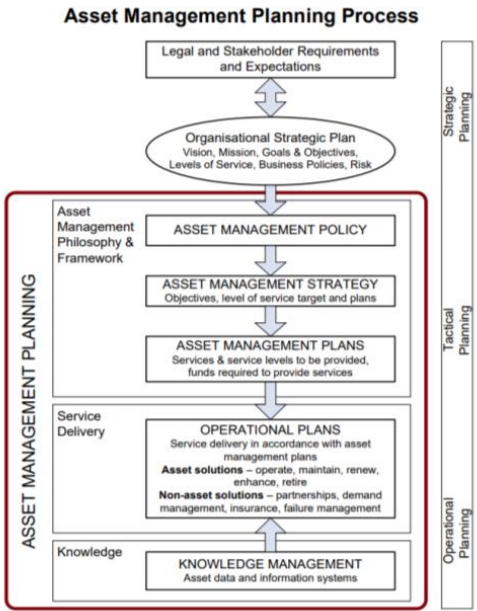 Asset Management Planning Process
Legal and Stakeholder Requirements
and Expectations
Organisational Strategic Plan
Vision, Mission, Goals & Objectives,
Levels of Service, Business Policies, Risk
Strategic
Planning
ASSET MANAGEMENT PLANNING
Asset
Management
Philosophy &
Framework
ASSET MANAGEMENT POLICY
ASSET MANAGEMENT STRATEGY
Objectives, level of service target and plans
ASSET MANAGEMENT PLANS
Services & service levels to be provided,
funds required to provide services
Tactical
Planning
Service
Delivery
OPERATIONAL PLANS
Service delivery in accordance with asset
management plans
Asset solutions – operate, maintain, renew,
enhance, retire
Non-asset solutions – partnerships, demand
management, insurance, failure management
Operational
Planning
Knowledge
KNOWLEDGE MANAGEMENT
Asset data and information systems